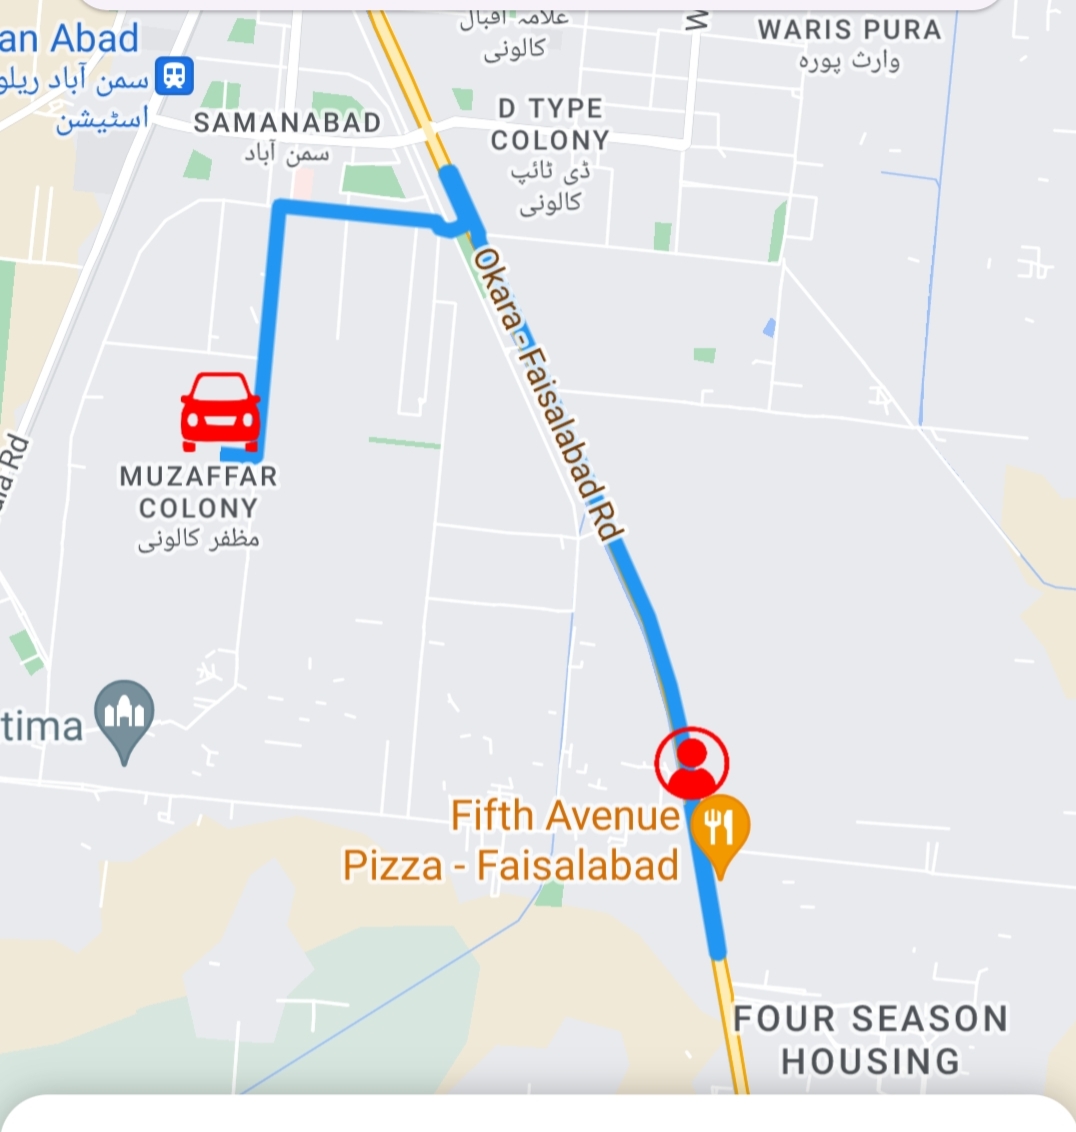 an Abad
سمن آباد ریلو
اسٹیشن
SAMANABAD
سمن آباد
علامہ اقبال
کالونی
W
WARIS PURA
وارث پورہ
D TYPE
COLONY
ڈی ٹائپ
کالونی
Okara - Faisalabad Rd
MUZAFFAR
COLONY
مظفر کالونی
Rd
tima
Fifth Avenue
Pizza - Faisalabad
FOUR SEASON
HOUSING